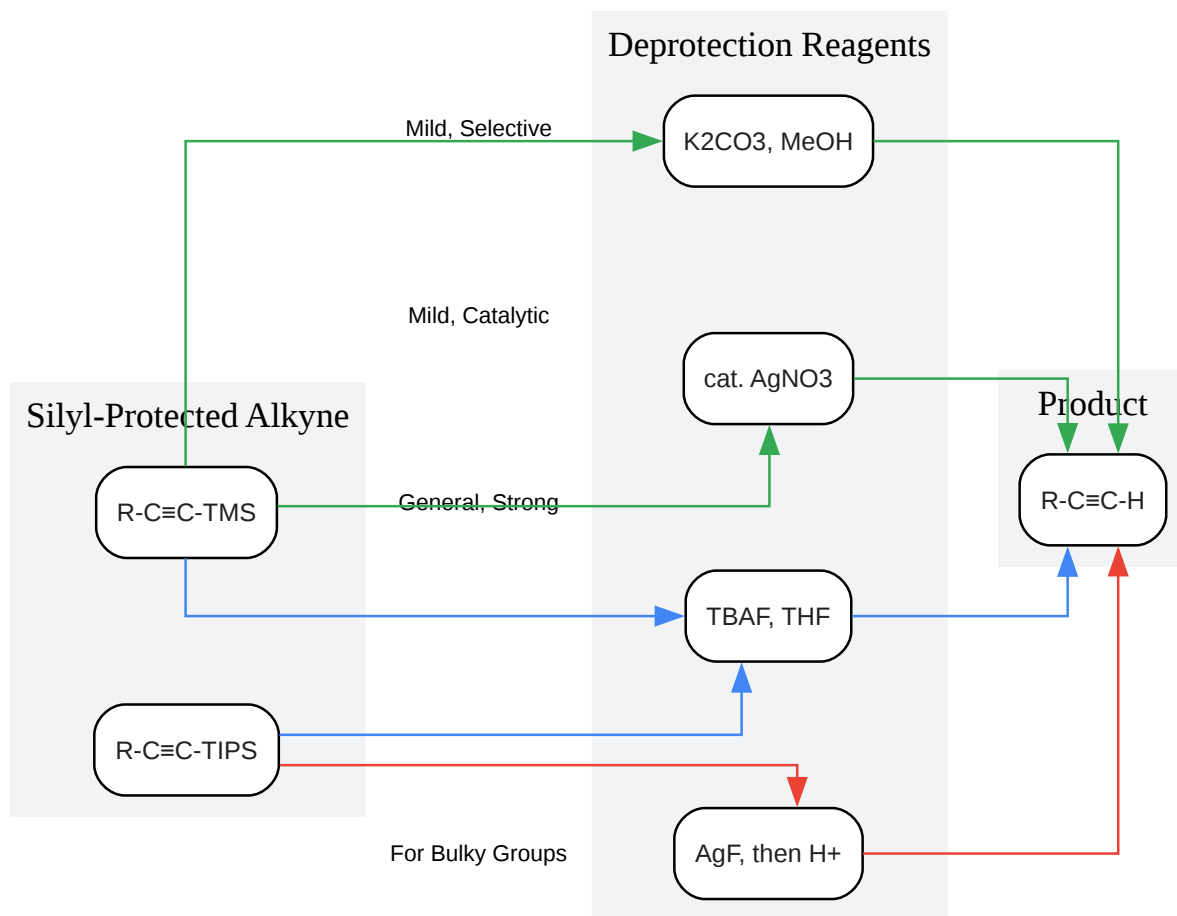 Deprotection Reagents
Mild, Selective
K2CO3, MeOH
Mild, Catalytic
cat. AgNO3
Silyl-Protected Alkyne
Product
R-C≡C-TMS
General, Strong
R-C≡C-H
TBAF, THF
R-C≡C-TIPS
For Bulky Groups
AgF, then H+